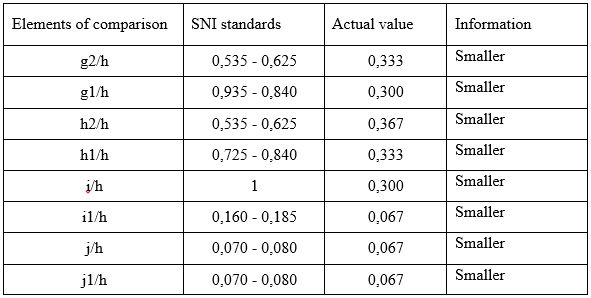 Elements of comparison SNI standards Actual value Information
g2/h 0,535 - 0,625 0,333 Smaller
g1/h 0,935 - 0,840 0,300 Smaller
h2/h 0,535 - 0,625 0,367 Smaller
h1/h 0,725 - 0,840 0,333 Smaller
i/h 1 0,300 Smaller
i1/h 0,160 - 0,185 0,067 Smaller
j/h 0,070 - 0,080 0,067 Smaller
j1/h 0,070 - 0,080 0,067 Smaller